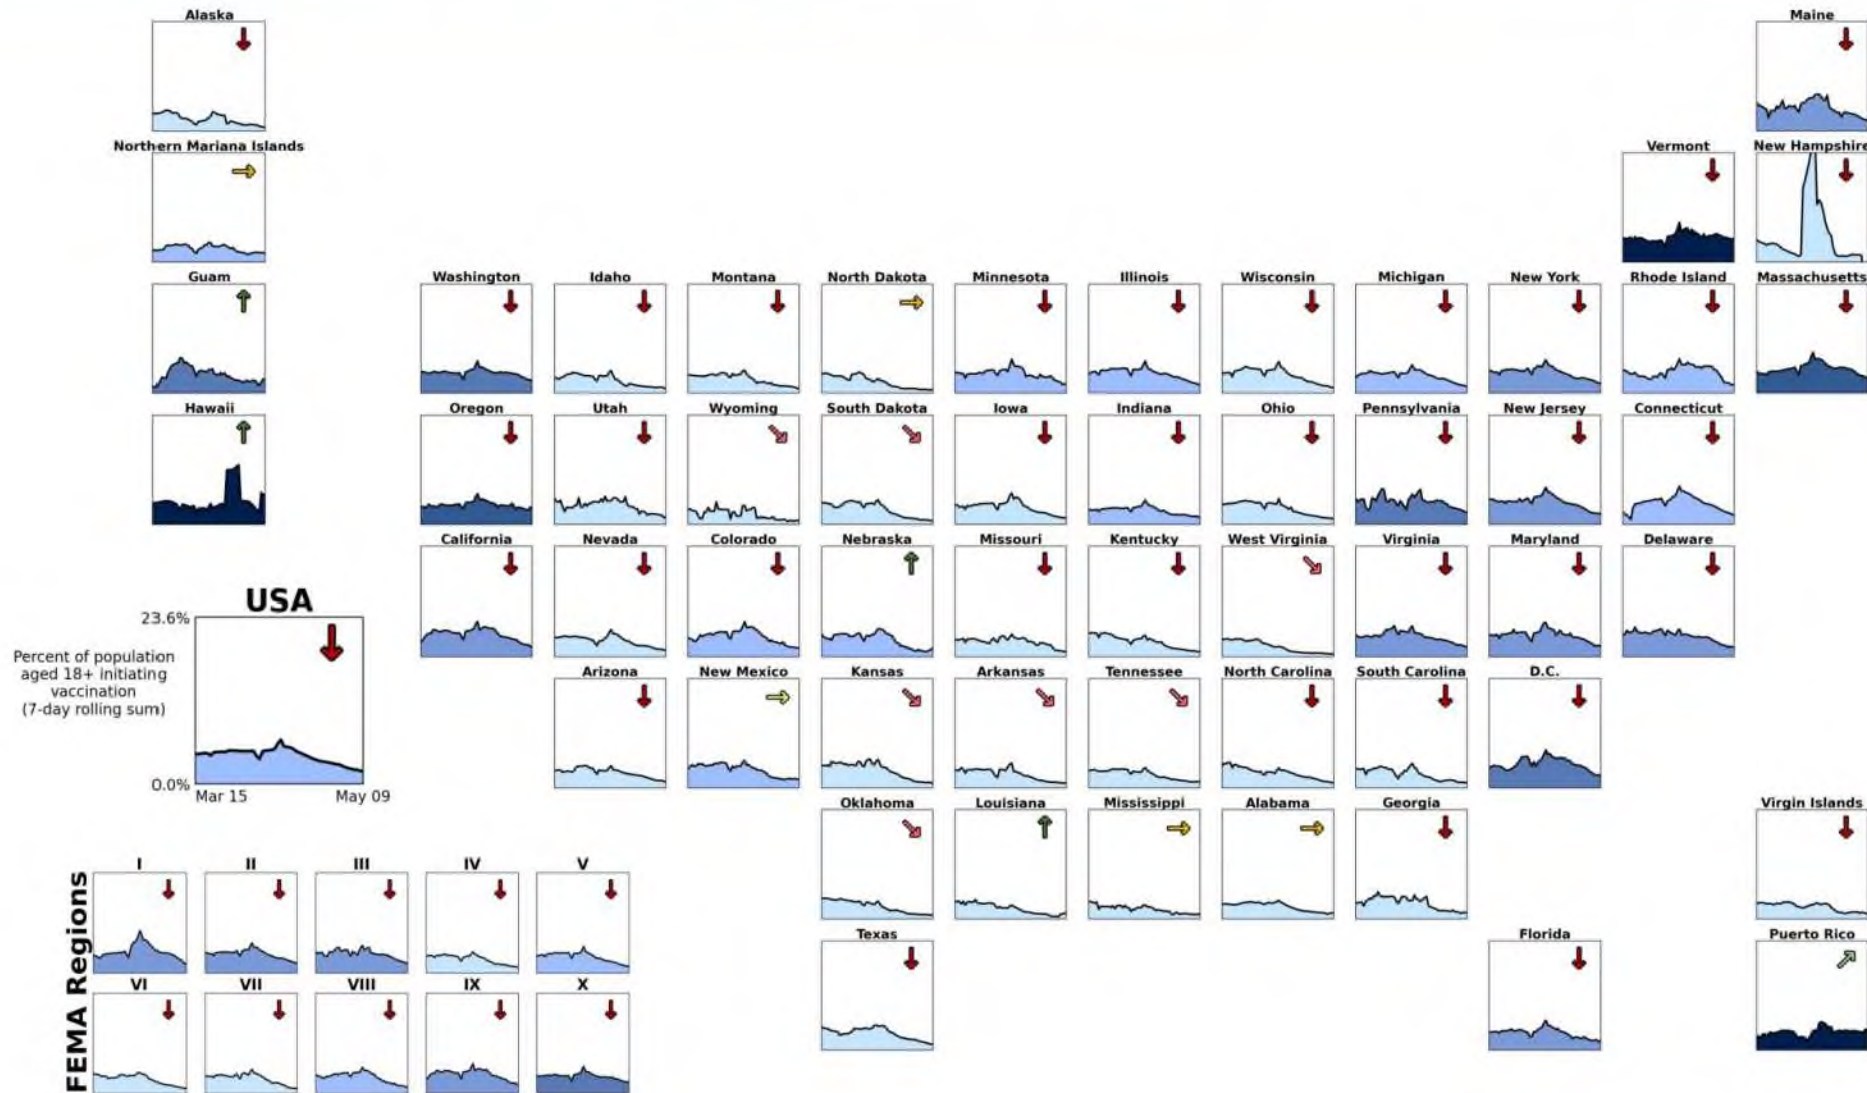 Alaska
Maine
Northern Mariana Islands
Vermont
New Hampshire
Guam
Washington
Idaho
Montana
North Dakota
Minnesota
Illinois
Wisconsin
Michigan
New York
Rhode Island
Massachusetts
Hawaii
Oregon
Utah
Wyoming
South Dakota
Iowa
Indiana
Ohio
Pennsylvania
New Jersey
Connecticut
California
Nevada
Colorado
Nebraska
Missouri
Kentucky
West Virginia
Virginia
Maryland
Delaware
USA
23.6%
Percent of population
aged 18+ initiating
vaccination
(7-day rolling sum)
0.0%
Mar 15
May 09
Arizona
New Mexico
Kansas
Arkansas
Tennessee
North Carolina
South Carolina
D.C.
Oklahoma
Louisiana
Mississippi
Alabama
Georgia
Virgin Islands
Texas
Florida
Puerto Rico
FEMA Regions
I
II
III
IV
V
VI
VII
VIII
IX
X